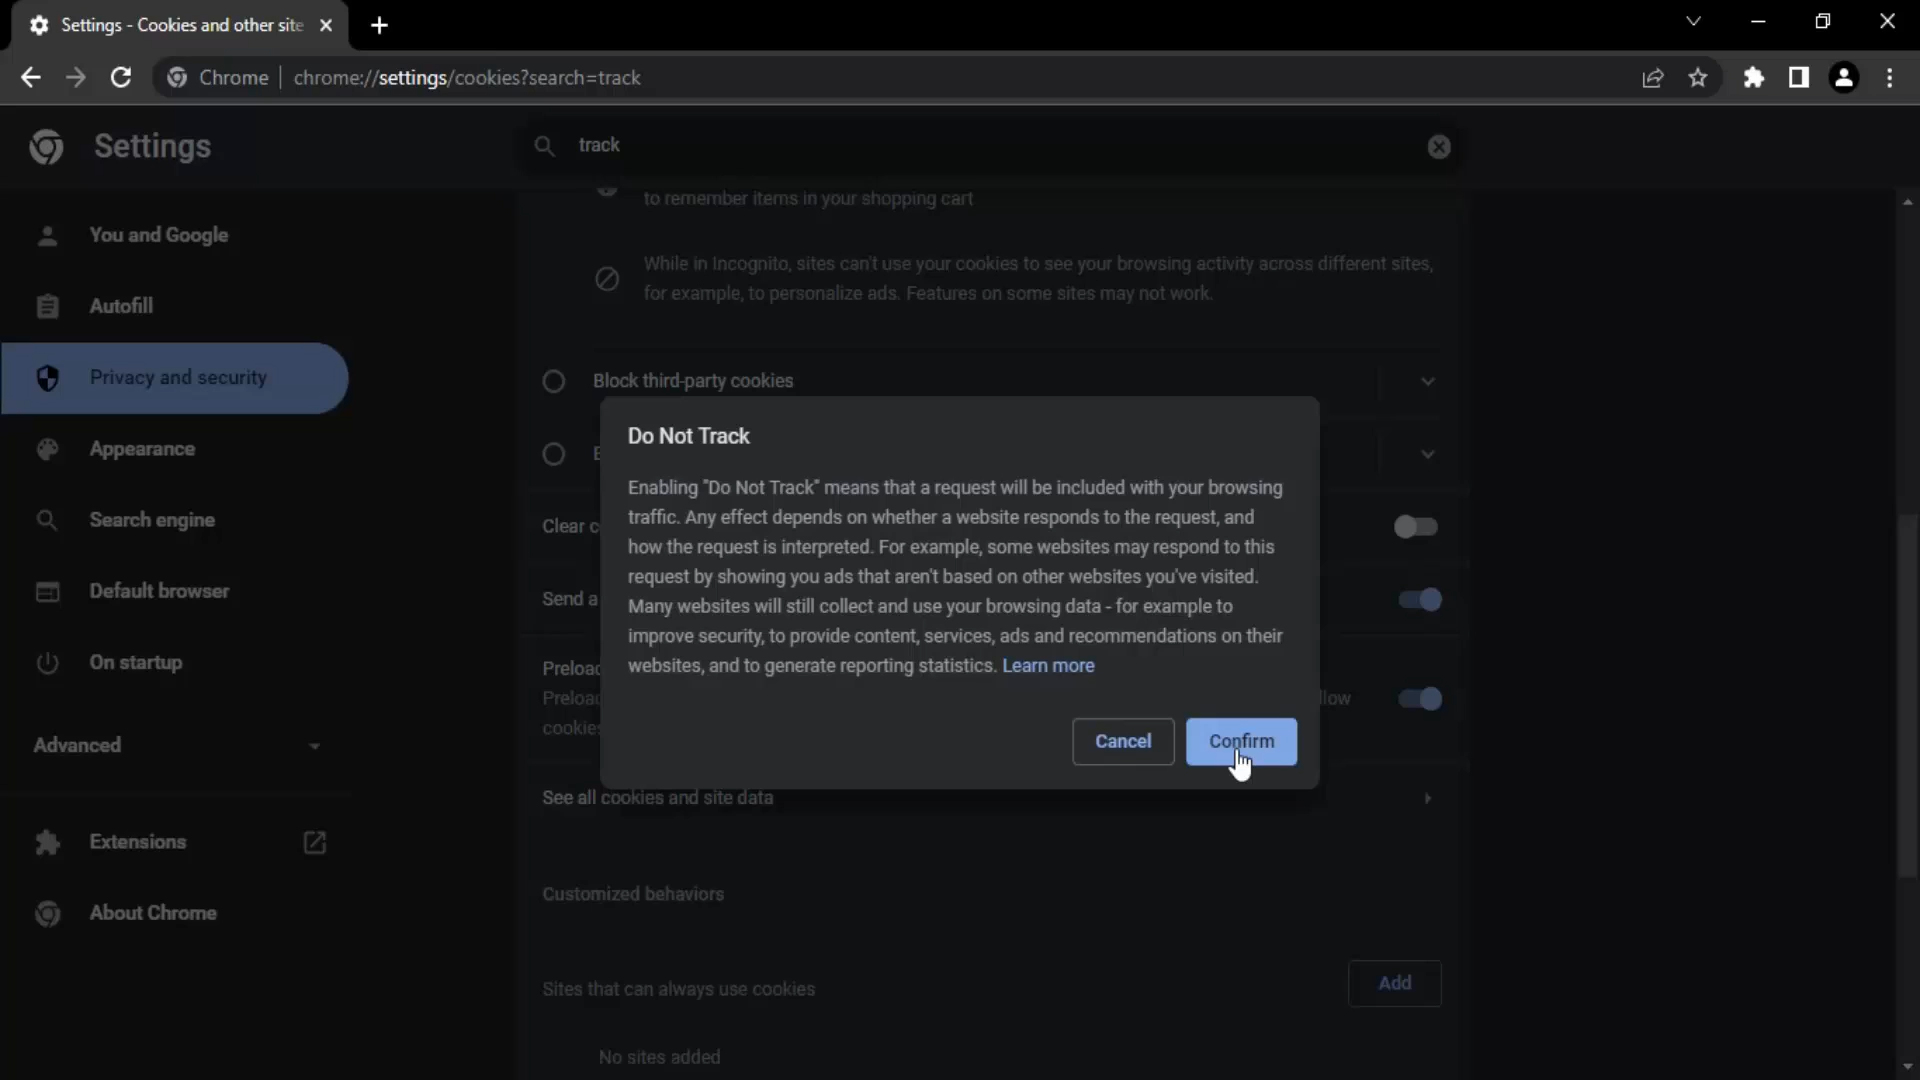 Settings - Cookies and other site
Chrome
chrome://settings/cookies?search=track
Settings
track
You and Google
Autofill
Privacy and security
Appearance
Search engine
Default browser
On startup
Advanced
Extensions
About Chrome
to remember items in your shopping cart
While in Incognito, sites can't use your cookies to see your browsing activity across different sites,
for example, to personalize ads. Features on some sites may not work.
Block third-party cookies
Do Not Track
Enabling "Do Not Track" means that a request will be included with your browsing
traffic. Any effect depends on whether a website responds to the request, and
how the request is interpreted. For example, some websites may respond to this
request by showing you ads that aren't based on other websites you've visited.
Many websites will still collect and use your browsing data - for example to
improve security, to provide content, services, ads and recommendations on their
websites, and to generate reporting statistics. Learn more
Cancel
Confirm
Clear
Send a
See all cookies and site data
Customized behaviors
Sites that can always use cookies
Add
No sites added